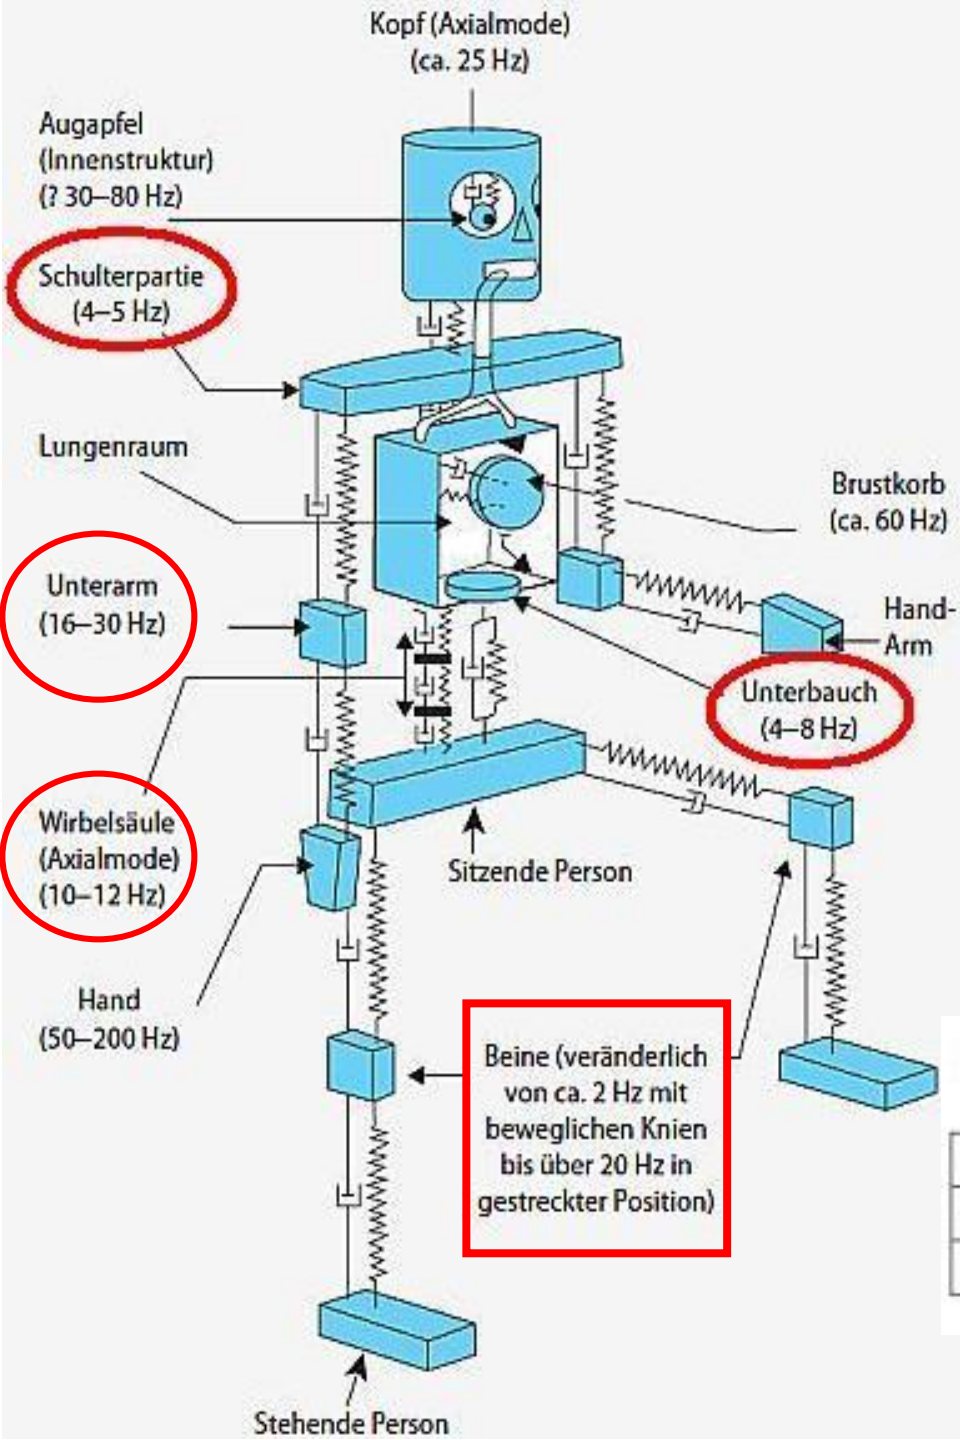 Kopf (Axialmode)
(ca. 25 Hz)
Augapfel
(Innenstruktur)
(? 30–80 Hz)
Schulterpartie
(4–5 Hz)
Lungenraum
Brustkorb
(ca. 60 Hz)
Unterarm
(16–30 Hz)
Hand-
Arm
Unterbauch
(4–8 Hz)
Wirbelsäule
(Axialmode)
(10–12 Hz)
Sitzende Person
Hand
(50–200 Hz)
Beine (veränderlich
von ca. 2 Hz mit
beweglichen Knien
bis über 20 Hz in
gestreckter Position)
Stehende Person